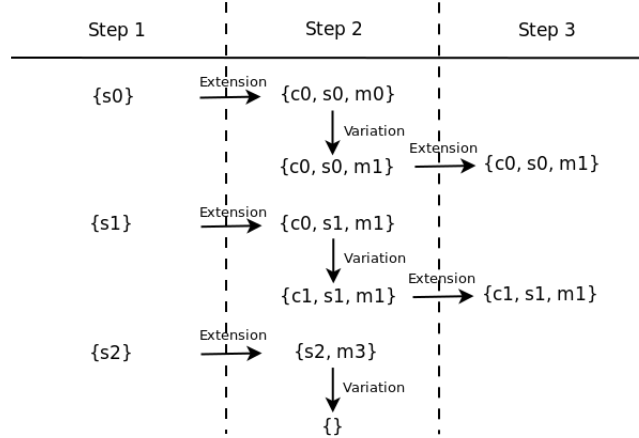 Step 1 Step 2 Step 3
{s0} Extension {c0, s0, m0}
Variation
{c0, s0, m1} Extension {c0, s0, m1}
{s1} Extension {c0, s1, m1}
Variation
{c1, s1, m1} Extension {c1, s1, m1}
{s2} Extension {s2, m3}
Variation
{}